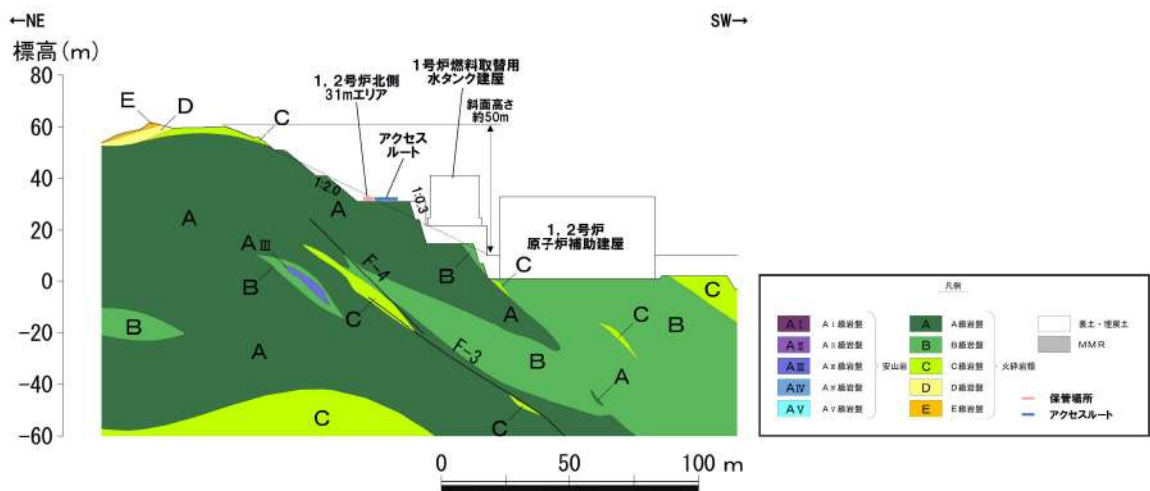 ←NE
SW→
標高(m)
80
60
40
20
0
-20
-40
-60
E
D
C
1,2号炉北側
31mエリア
アクセス
ルート
1号炉燃料取替用
水タンク建屋
斜面高さ
約50m
1:2.0
1:0.3
1,2号炉
原子炉補助建屋
A
A
AⅢ
B
B
A
C
F-4
F-3
C
B
C
A
B
C
B
A
C
C
0 50 100 m
凡例
AⅠ AⅠ級岩盤
AⅡ AⅡ級岩盤
AⅢ AⅢ級岩盤
AⅣ AⅣ級岩盤
AⅤ AⅤ級岩盤
安山岩
A A級岩盤
B B級岩盤
C C級岩盤
D D級岩盤
E E級岩盤
火砕岩類
表土・埋戻土
MMR
保管場所
アクセスルート